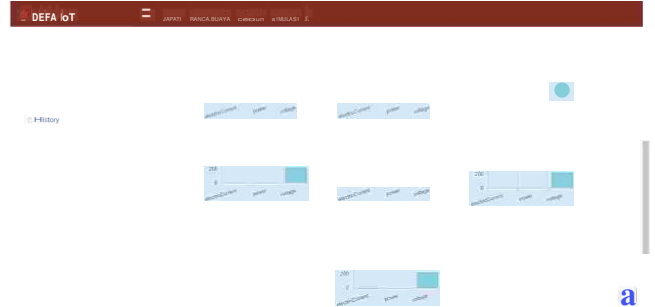 DEFA IoT JAPATI RANCA BUAYA SIMULASI
electricCurrent power voltage electricCurrent power voltage
History
200
0
electricCurrent power voltage
electricCurrent power voltage
200
0
electricCurrent power voltage
200
0
electricCurrent power voltage
a